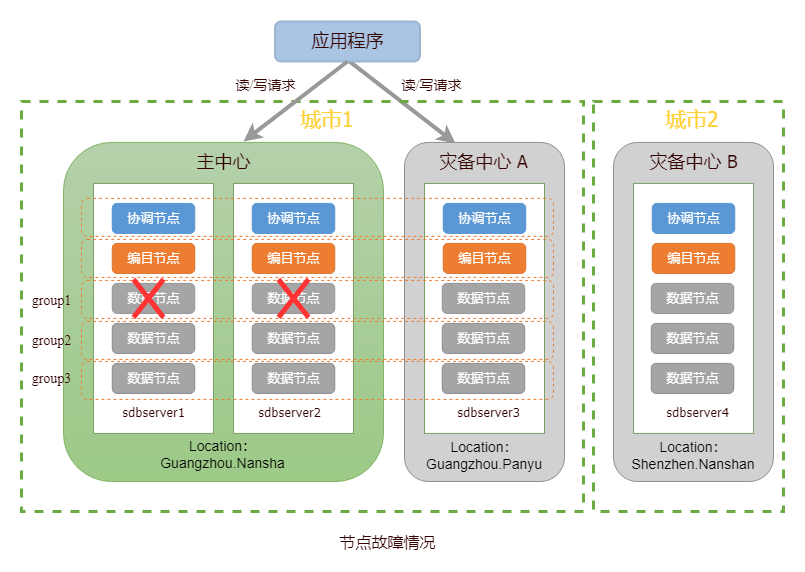 应用程序
读/写请求
读/写请求
城市1
城市2
主中心
灾备中心 A
灾备中心 B
协调节点
协调节点
协调节点
协调节点
编目节点
编目节点
编目节点
编目节点
group1
数据节点
数据节点
数据节点
数据节点
group2
数据节点
数据节点
数据节点
数据节点
group3
数据节点
数据节点
数据节点
数据节点
sdbserver1
sdbserver2
sdbserver3
sdbserver4
Location:
Guangzhou.Nansha
Location:
Guangzhou.Panyu
Location:
Shenzhen.Nanshan
节点故障情况